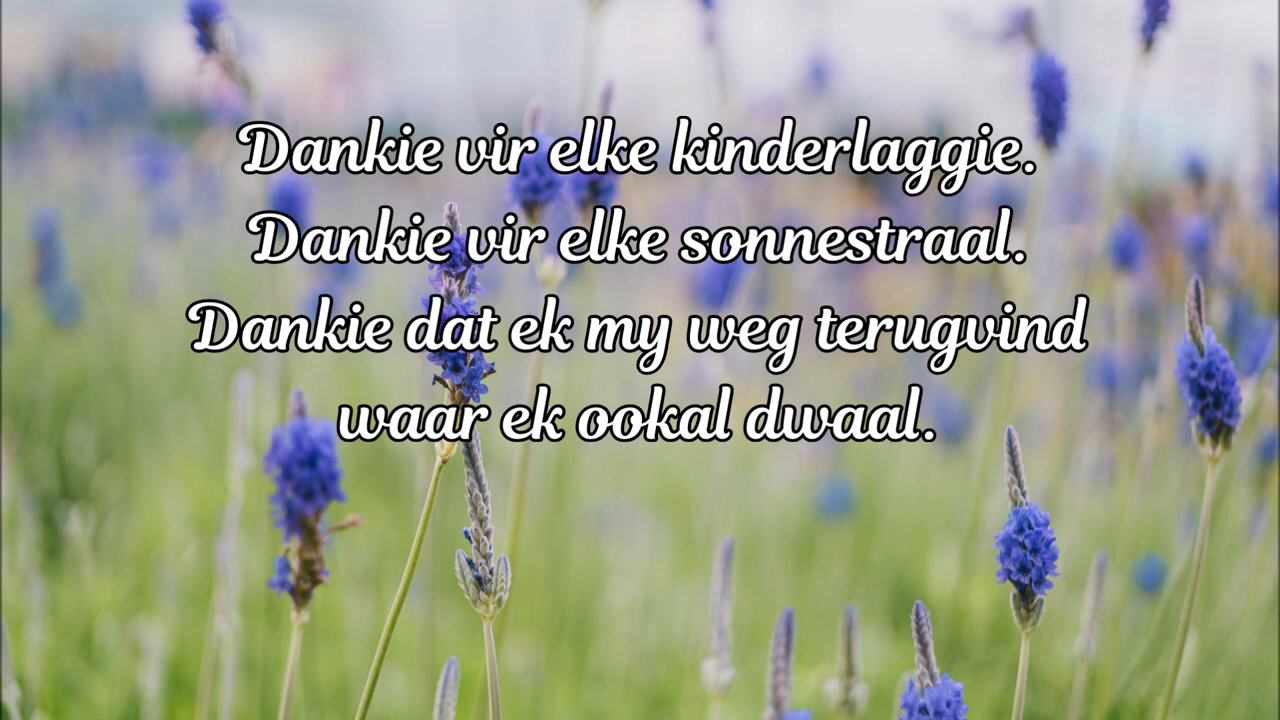 Dankie vir elke kinderlaggie.
Dankie vir elke sonnestraal.
Dankie dat ek my weg terugvind
waar ek ookal dwaal.